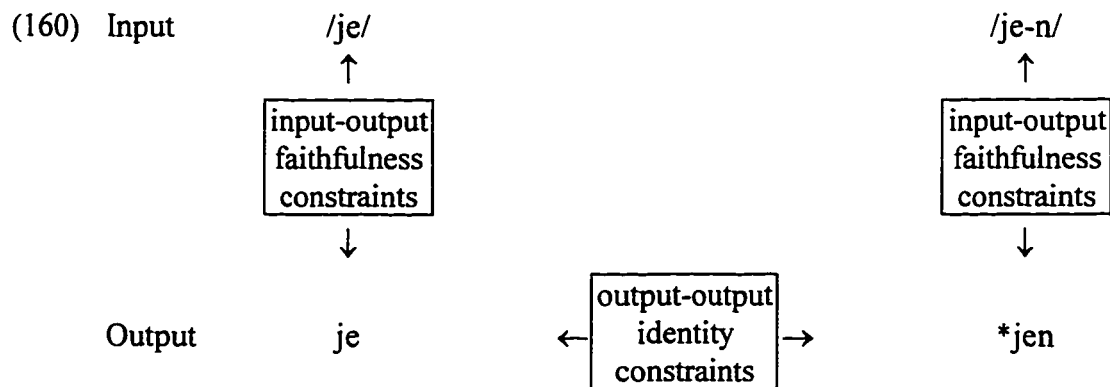 (160) Input /je/ /je-n/
↑ ↑
input-output input-output
faithfulness faithfulness
constraints constraints
↓ ↓
output-output
Output je ← identity → *jen
constraints